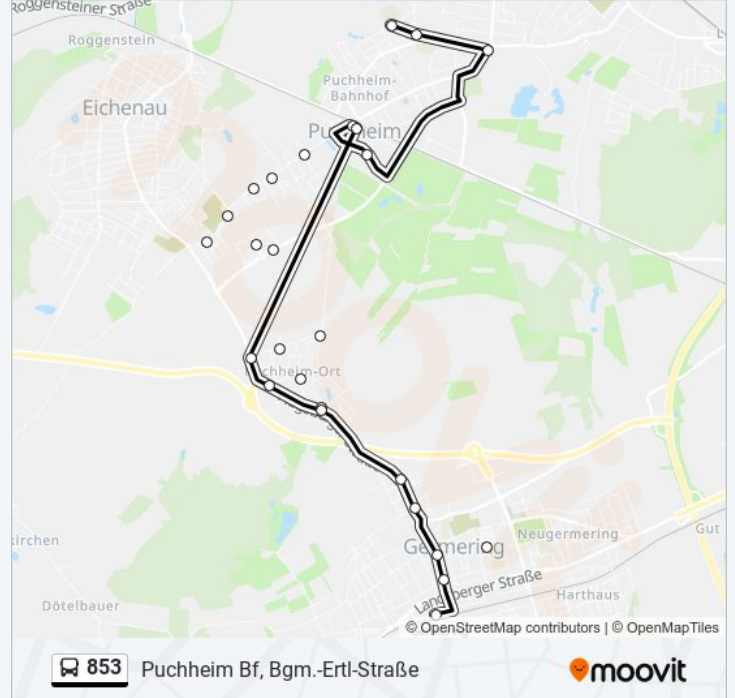 Roggensteiner Straße
Roggenstein
Eichenau
Puchheim-
Bahnhof
Puchheim-Ort
Germering
Neugermering
Landsberger Straße
Harthaus
Gut
kirchen
Dötelbauer
© OpenStreetMap contributors | © OpenMapTiles
853 Puchheim Bf, Bgm.-Ertl-Straße
moovit